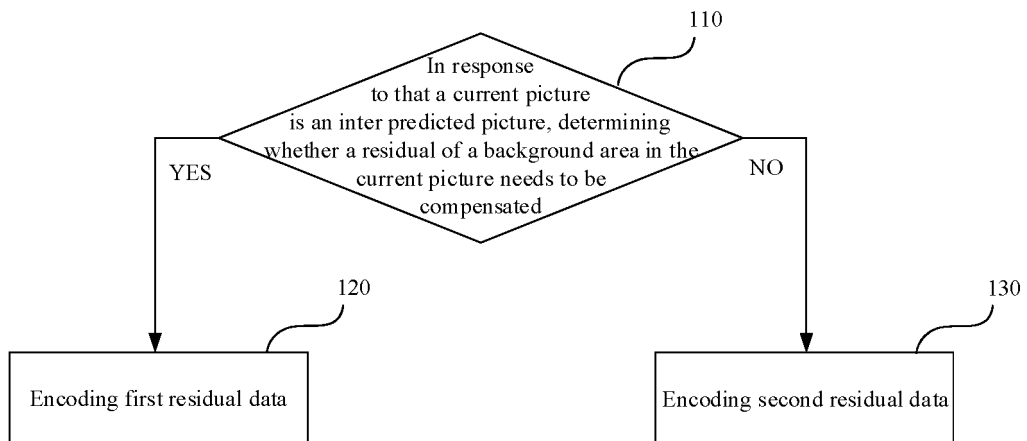 110
In response
to that a current picture
is an inter predicted picture, determining
whether a residual of a background area in the
current picture needs to be
compensated
YES
NO
120
130
Encoding first residual data
Encoding second residual data